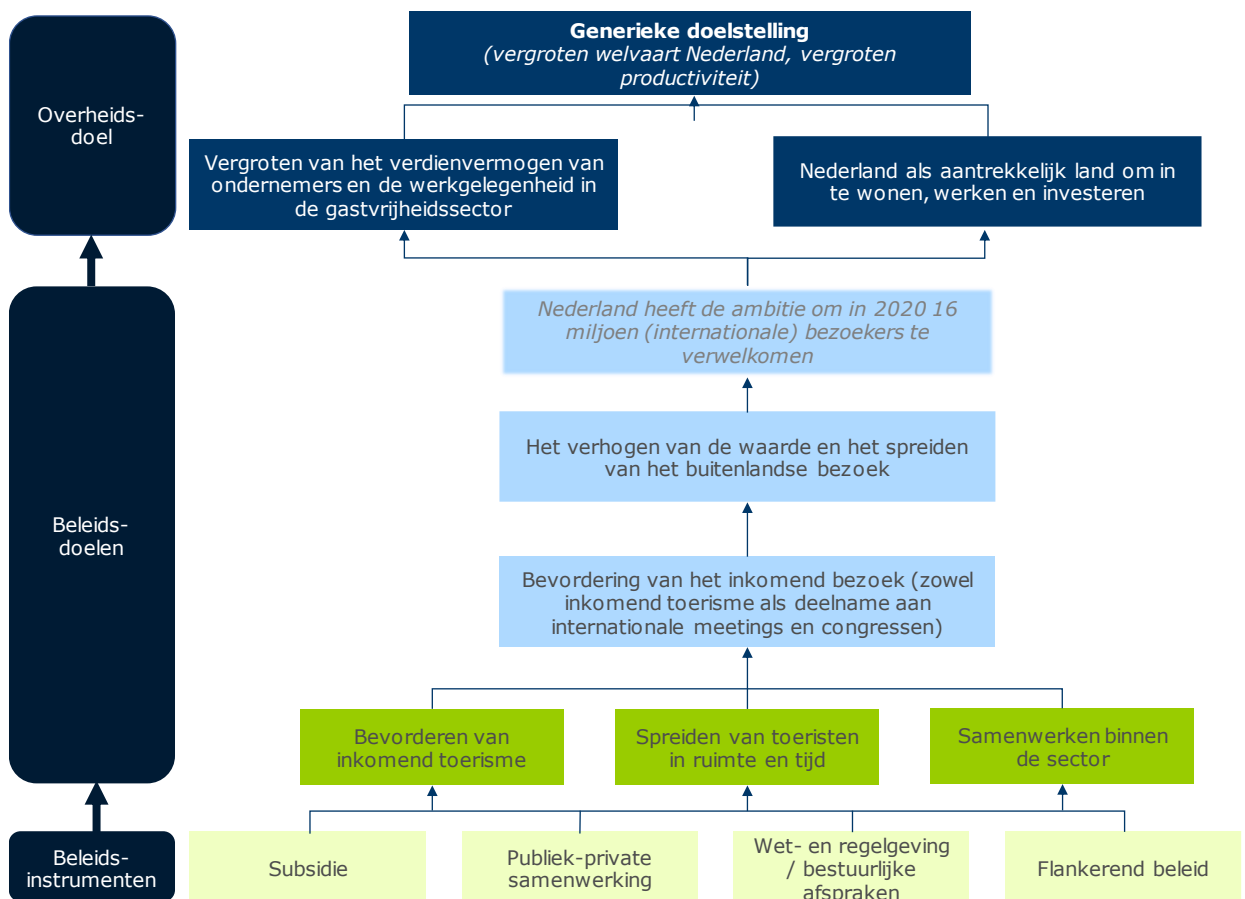 Generieke doelstelling
(vergroten welvaart Nederland, vergroten
productiviteit)
Overheids-
doel
Vergroten van het verdienvermogen van
ondernemers en de werkgelegenheid in
de gastvrijheidssector
Nederland als aantrekkelijk land om in
te wonen, werken en investeren
Nederland heeft de ambitie om in 2020 16
miljoen (internationale) bezoekers te
verwelkomen
Het verhogen van de waarde en het spreiden
van het buitenlandse bezoek
Beleids-
doelen
Bevordering van het inkomend bezoek (zowel
inkomend toerisme als deelname aan
internationale meetings en congressen)
Bevorderen van
inkomend toerisme
Spreiden van toeristen
in ruimte en tijd
Samenwerken binnen
de sector
Beleids-
instrumenten
Subsidie
Publiek-private
samenwerking
Wet- en regelgeving
/ bestuurlijke
afspraken
Flankerend beleid